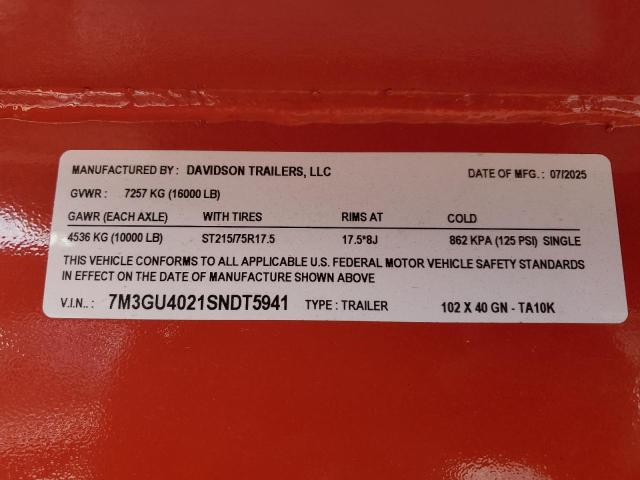 MANUFACTURED BY : DAVIDSON TRAILERS, LLC DATE OF MFG. : 07/2025
GVWR : 7257 KG (16000 LB)
GAWR (EACH AXLE) WITH TIRES RIMS AT COLD
4536 KG (10000 LB) ST215/75R17.5 17.5*8J 862 KPA (125 PSI) SINGLE
THIS VEHICLE CONFORMS TO ALL APPLICABLE U.S. FEDERAL MOTOR VEHICLE SAFETY STANDARDS
IN EFFECT ON THE DATE OF MANUFACTURE SHOWN ABOVE
V.I.N.. : 7M3GU4021SNDT5941 TYPE : TRAILER 102 X 40 GN - TA10K